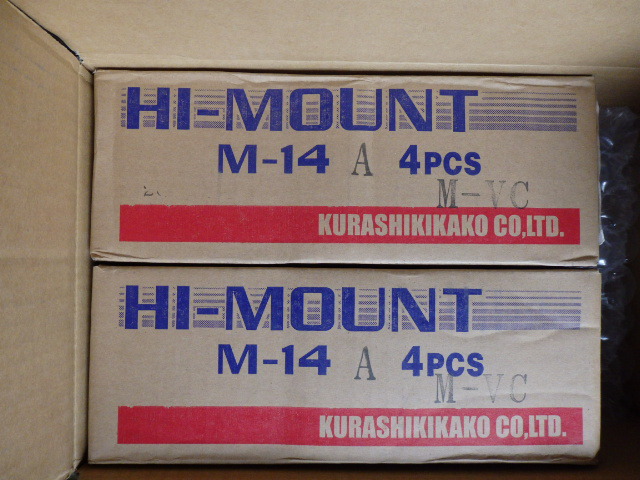 HI-MOUNT
M-14 A 4PCS
M-VC
KURASHIKIKAKO CO,LTD.
HI-MOUNT
M-14 A 4PCS
M-VC
KURASHIKIKAKO CO,LTD.